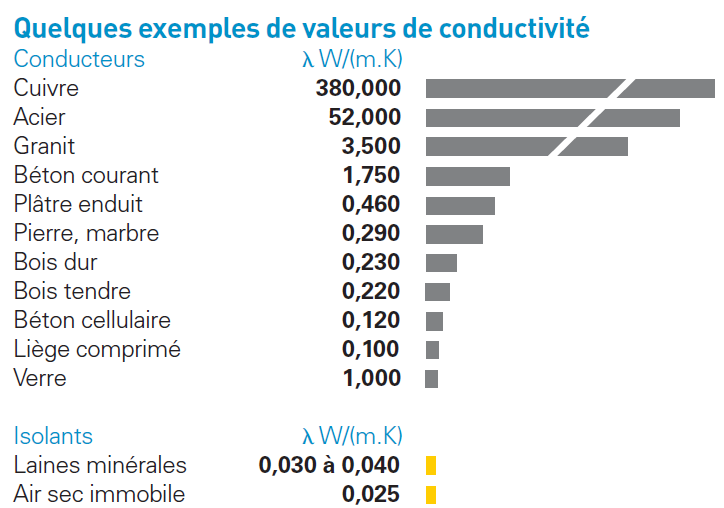 Quelques exemples de valeurs de conductivité
Conducteurs λ W/(m.K)
Cuivre 380,000
Acier 52,000
Granit 3,500
Béton courant 1,750
Plâtre enduit 0,460
Pierre, marbre 0,290
Bois dur 0,230
Bois tendre 0,220
Béton cellulaire 0,120
Liège comprimé 0,100
Verre 1,000
Isolants λ W/(m.K)
Laines minérales 0,030 à 0,040
Air sec immobile 0,025